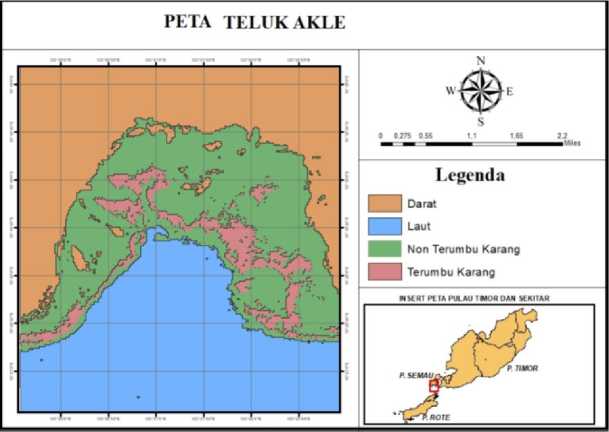 PETA TELUK AKLE
N
W E
S
0 0.275 0.55 1.1 1.65 2.2
Miles
Legenda
Darat
Laut
Non Terumbu Karang
Terumbu Karang
INSERT PETA PULAU TIMOR DAN SEKITAR
P. SEMAU
P. TIMOR
P. ROTE